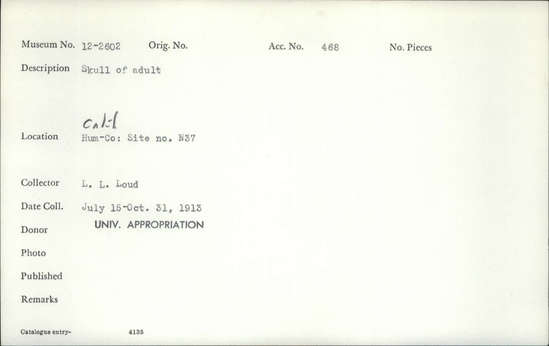 Museum No. 12-2602 Orig. No. Acc. No. 468 No. Pieces
Description Skull of adult
Calif
Location Hum-Co: Site no. N37
Collector L. L. Loud
Date Coll. July 15-Oct. 31, 1913
Donor UNIV. APPROPRIATION
Photo
Published
Remarks
Catalogue entry- 4135